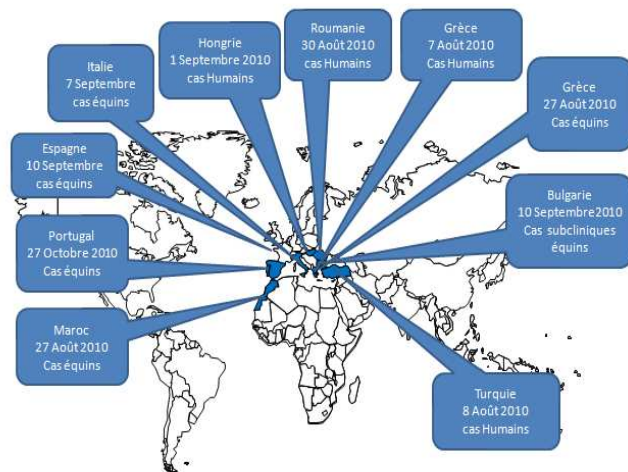 Roumanie
30 Août 2010
cas Humains
Grèce
7 Août 2010
Cas Humains
Hongrie
1 Septembre 2010
cas Humains
Italie
7 Septembre
cas équins
Grèce
27 Août 2010
Cas équins
Espagne
10 Septembre
cas équins
Bulgarie
10 Septembre2010
Cas subcliniques
équins
Portugal
27 Octobre 2010
Cas équins
Maroc
27 Août 2010
Cas équins
Turquie
8 Août 2010
cas Humains